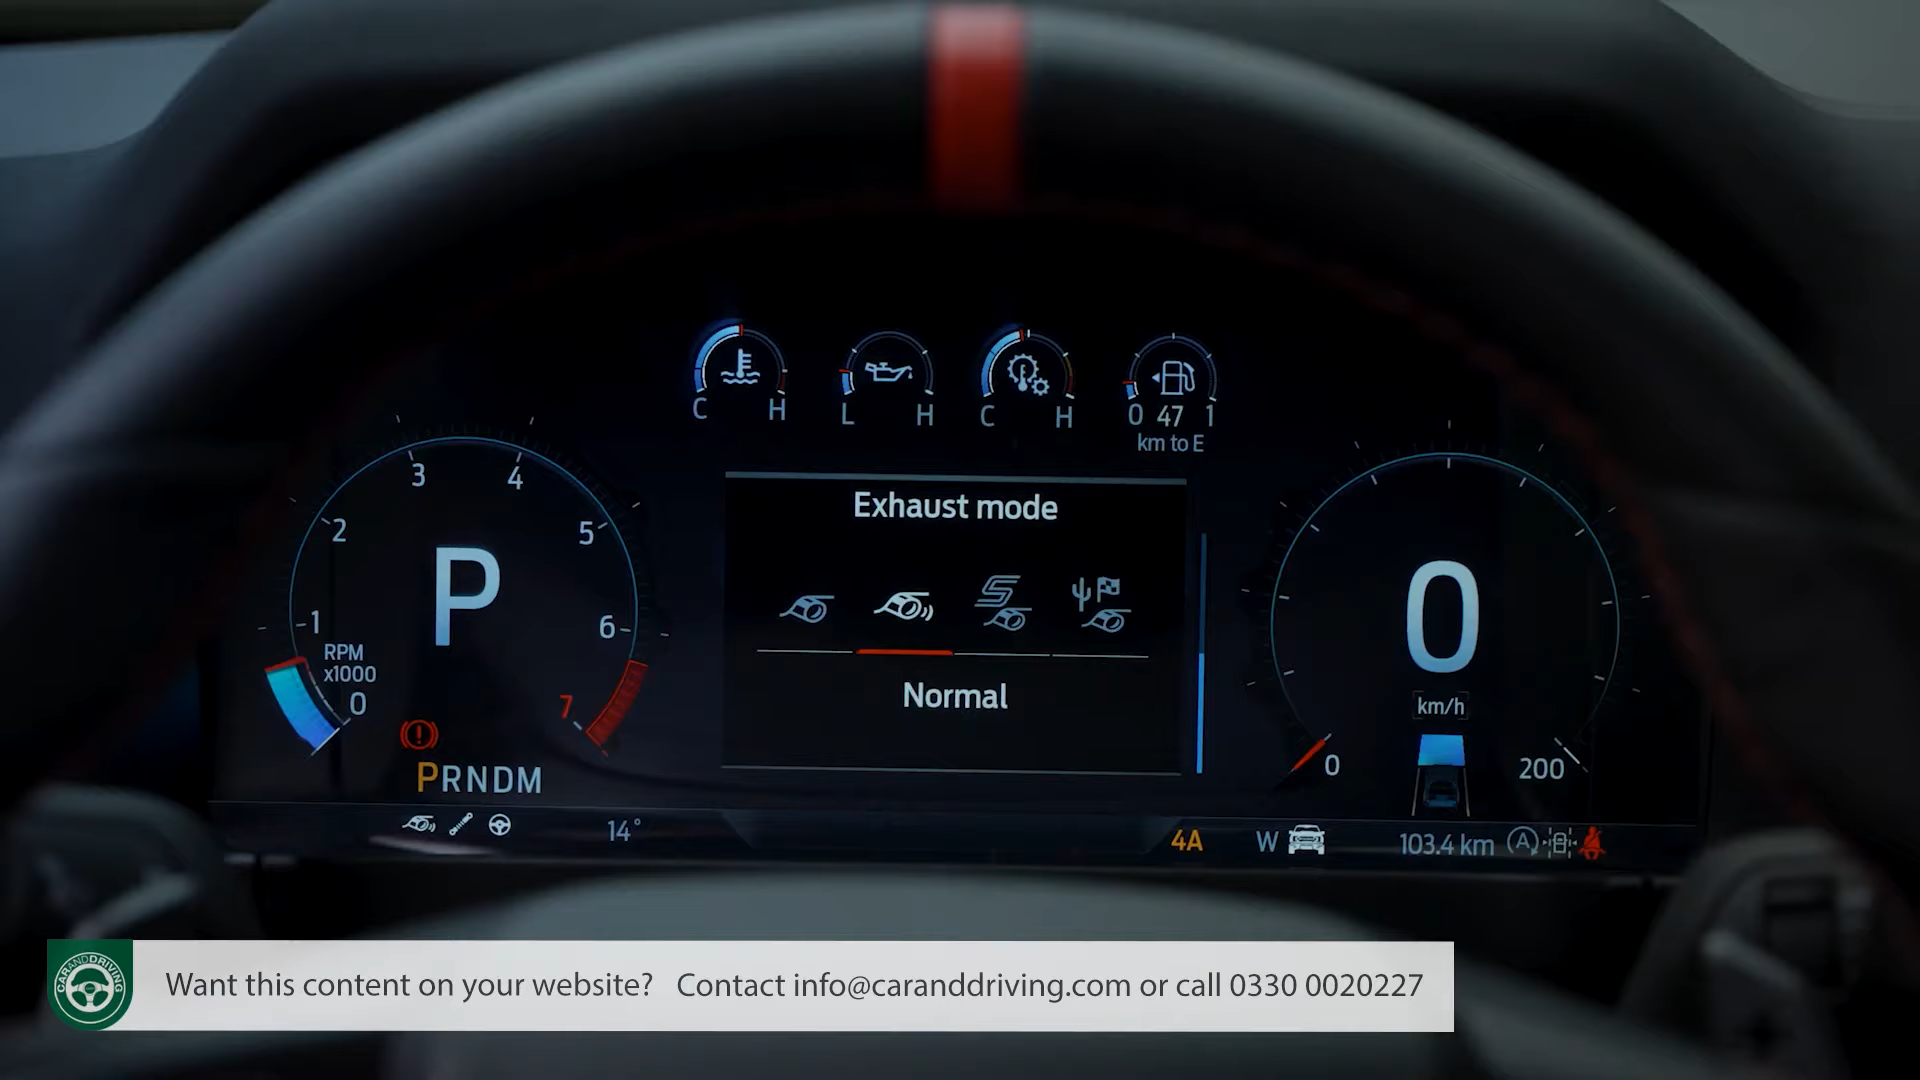 C H
L H
C H
0 47 1
km to E
Exhaust mode
Normal
1
2
3
4
5
6
7
RPM
x1000
0
P
PRNDM
14°
0
km/h
0
200
4A
W
103.4 km
A
CARANDDRIVING
Want this content on your website? Contact info@caranddriving.com or call 0330 0020227